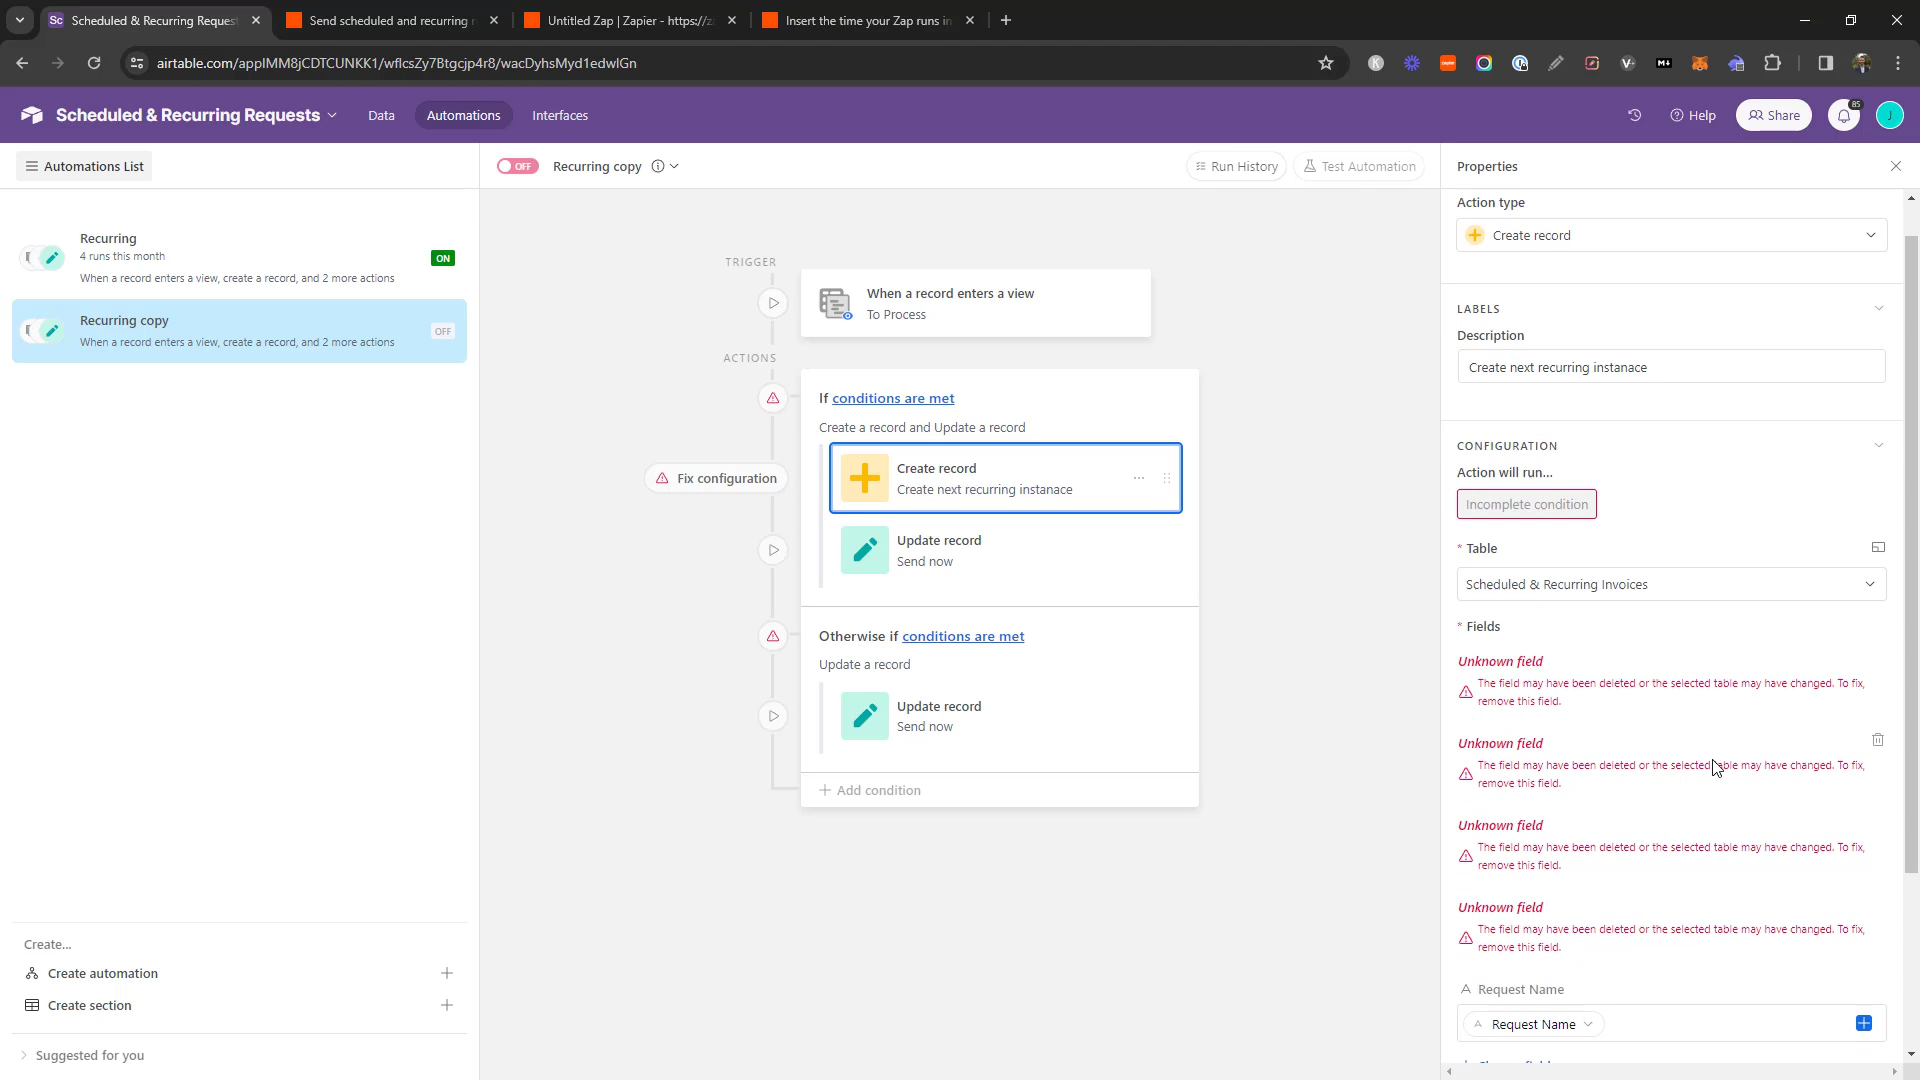 Scheduled & Recurring Reques
Send scheduled and recurring r
Untitled Zap | Zapier - https://z
Insert the time your Zap runs in
airtable.com/appIMM8jCDTCUNKK1/wflcsZy7Btgcjp4r8/wacDyhsMyd1edwlGn
Scheduled & Recurring Requests
Data
Automations
Interfaces
Help
Share
85
J
Automations List
OFF
Recurring copy
Run History
Test Automation
Properties
Recurring
4 runs this month
When a record enters a view, create a record, and 2 more actions
ON
Recurring copy
When a record enters a view, create a record, and 2 more actions
OFF
Create...
Create automation
Create section
Suggested for you
TRIGGER
When a record enters a view
To Process
ACTIONS
If conditions are met
Create a record and Update a record
Fix configuration
Create record
Create next recurring instanace
Update record
Send now
Otherwise if conditions are met
Update a record
Update record
Send now
Add condition
Action type
Create record
LABELS
Description
Create next recurring instanace
CONFIGURATION
Action will run...
Incomplete condition
* Table
Scheduled & Recurring Invoices
* Fields
Unknown field
The field may have been deleted or the selected table may have changed. To fix,
remove this field.
Unknown field
The field may have been deleted or the selected table may have changed. To fix,
remove this field.
Unknown field
The field may have been deleted or the selected table may have changed. To fix,
remove this field.
Unknown field
The field may have been deleted or the selected table may have changed. To fix,
remove this field.
A Request Name
A Request Name